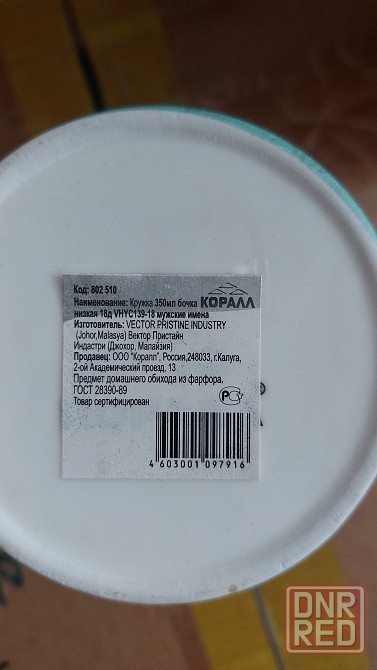 Код: 802 510
Наименование: Кружка 350мл бочка КОРАЛЛ
низкая 18д VHYC139-18 мужские имена
Изготовитель: VECTOR PRISTINE INDUSTRY
(Johor,Malasya) Вектор Пристайн
Индастри (Джохор, Малайзия)
Продавец: ООО "Коралл", Россия,248033, г.Калуга,
2-ой Академический проезд, 13
Предмет домашнего обихода из фарфора.
ГОСТ 28390-89
Товар сертифицирован
4 603001 097916
DNR
RED